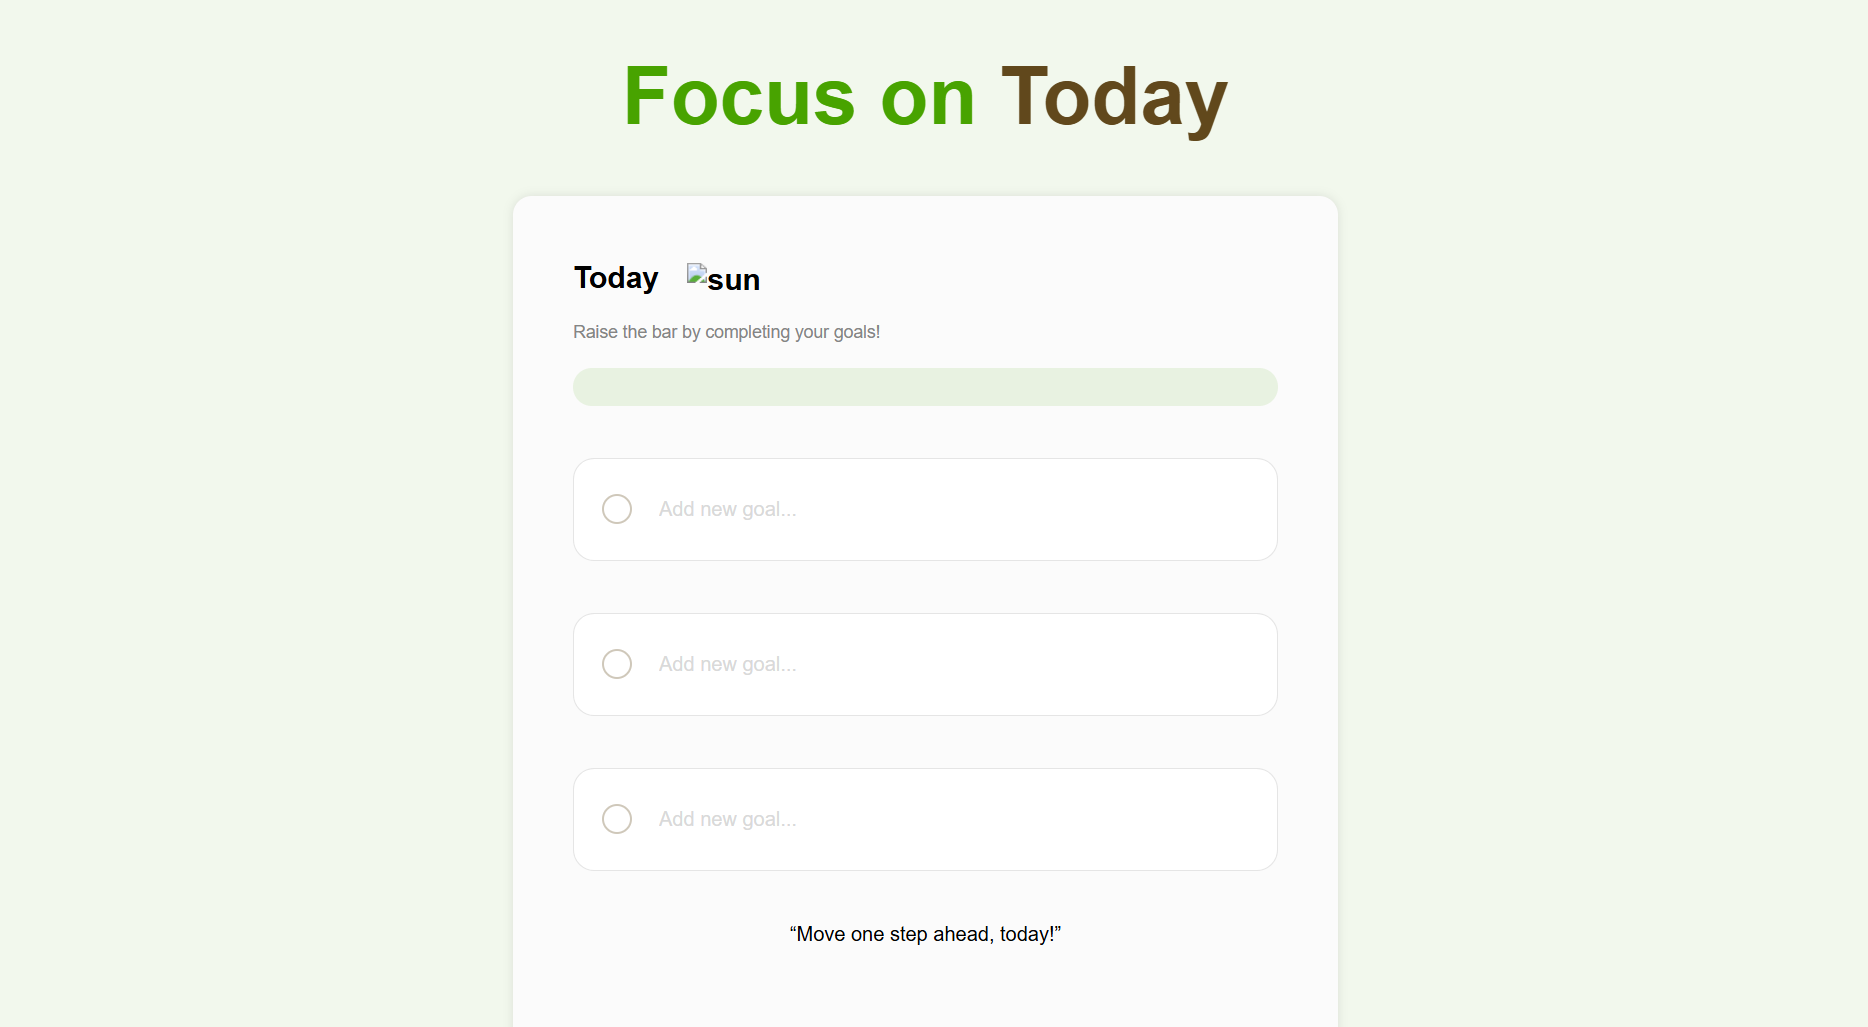 Focus on Today
Today sun
Raise the bar by completing your goals!
Add new goal...
Add new goal...
Add new goal...
“Move one step ahead, today!”